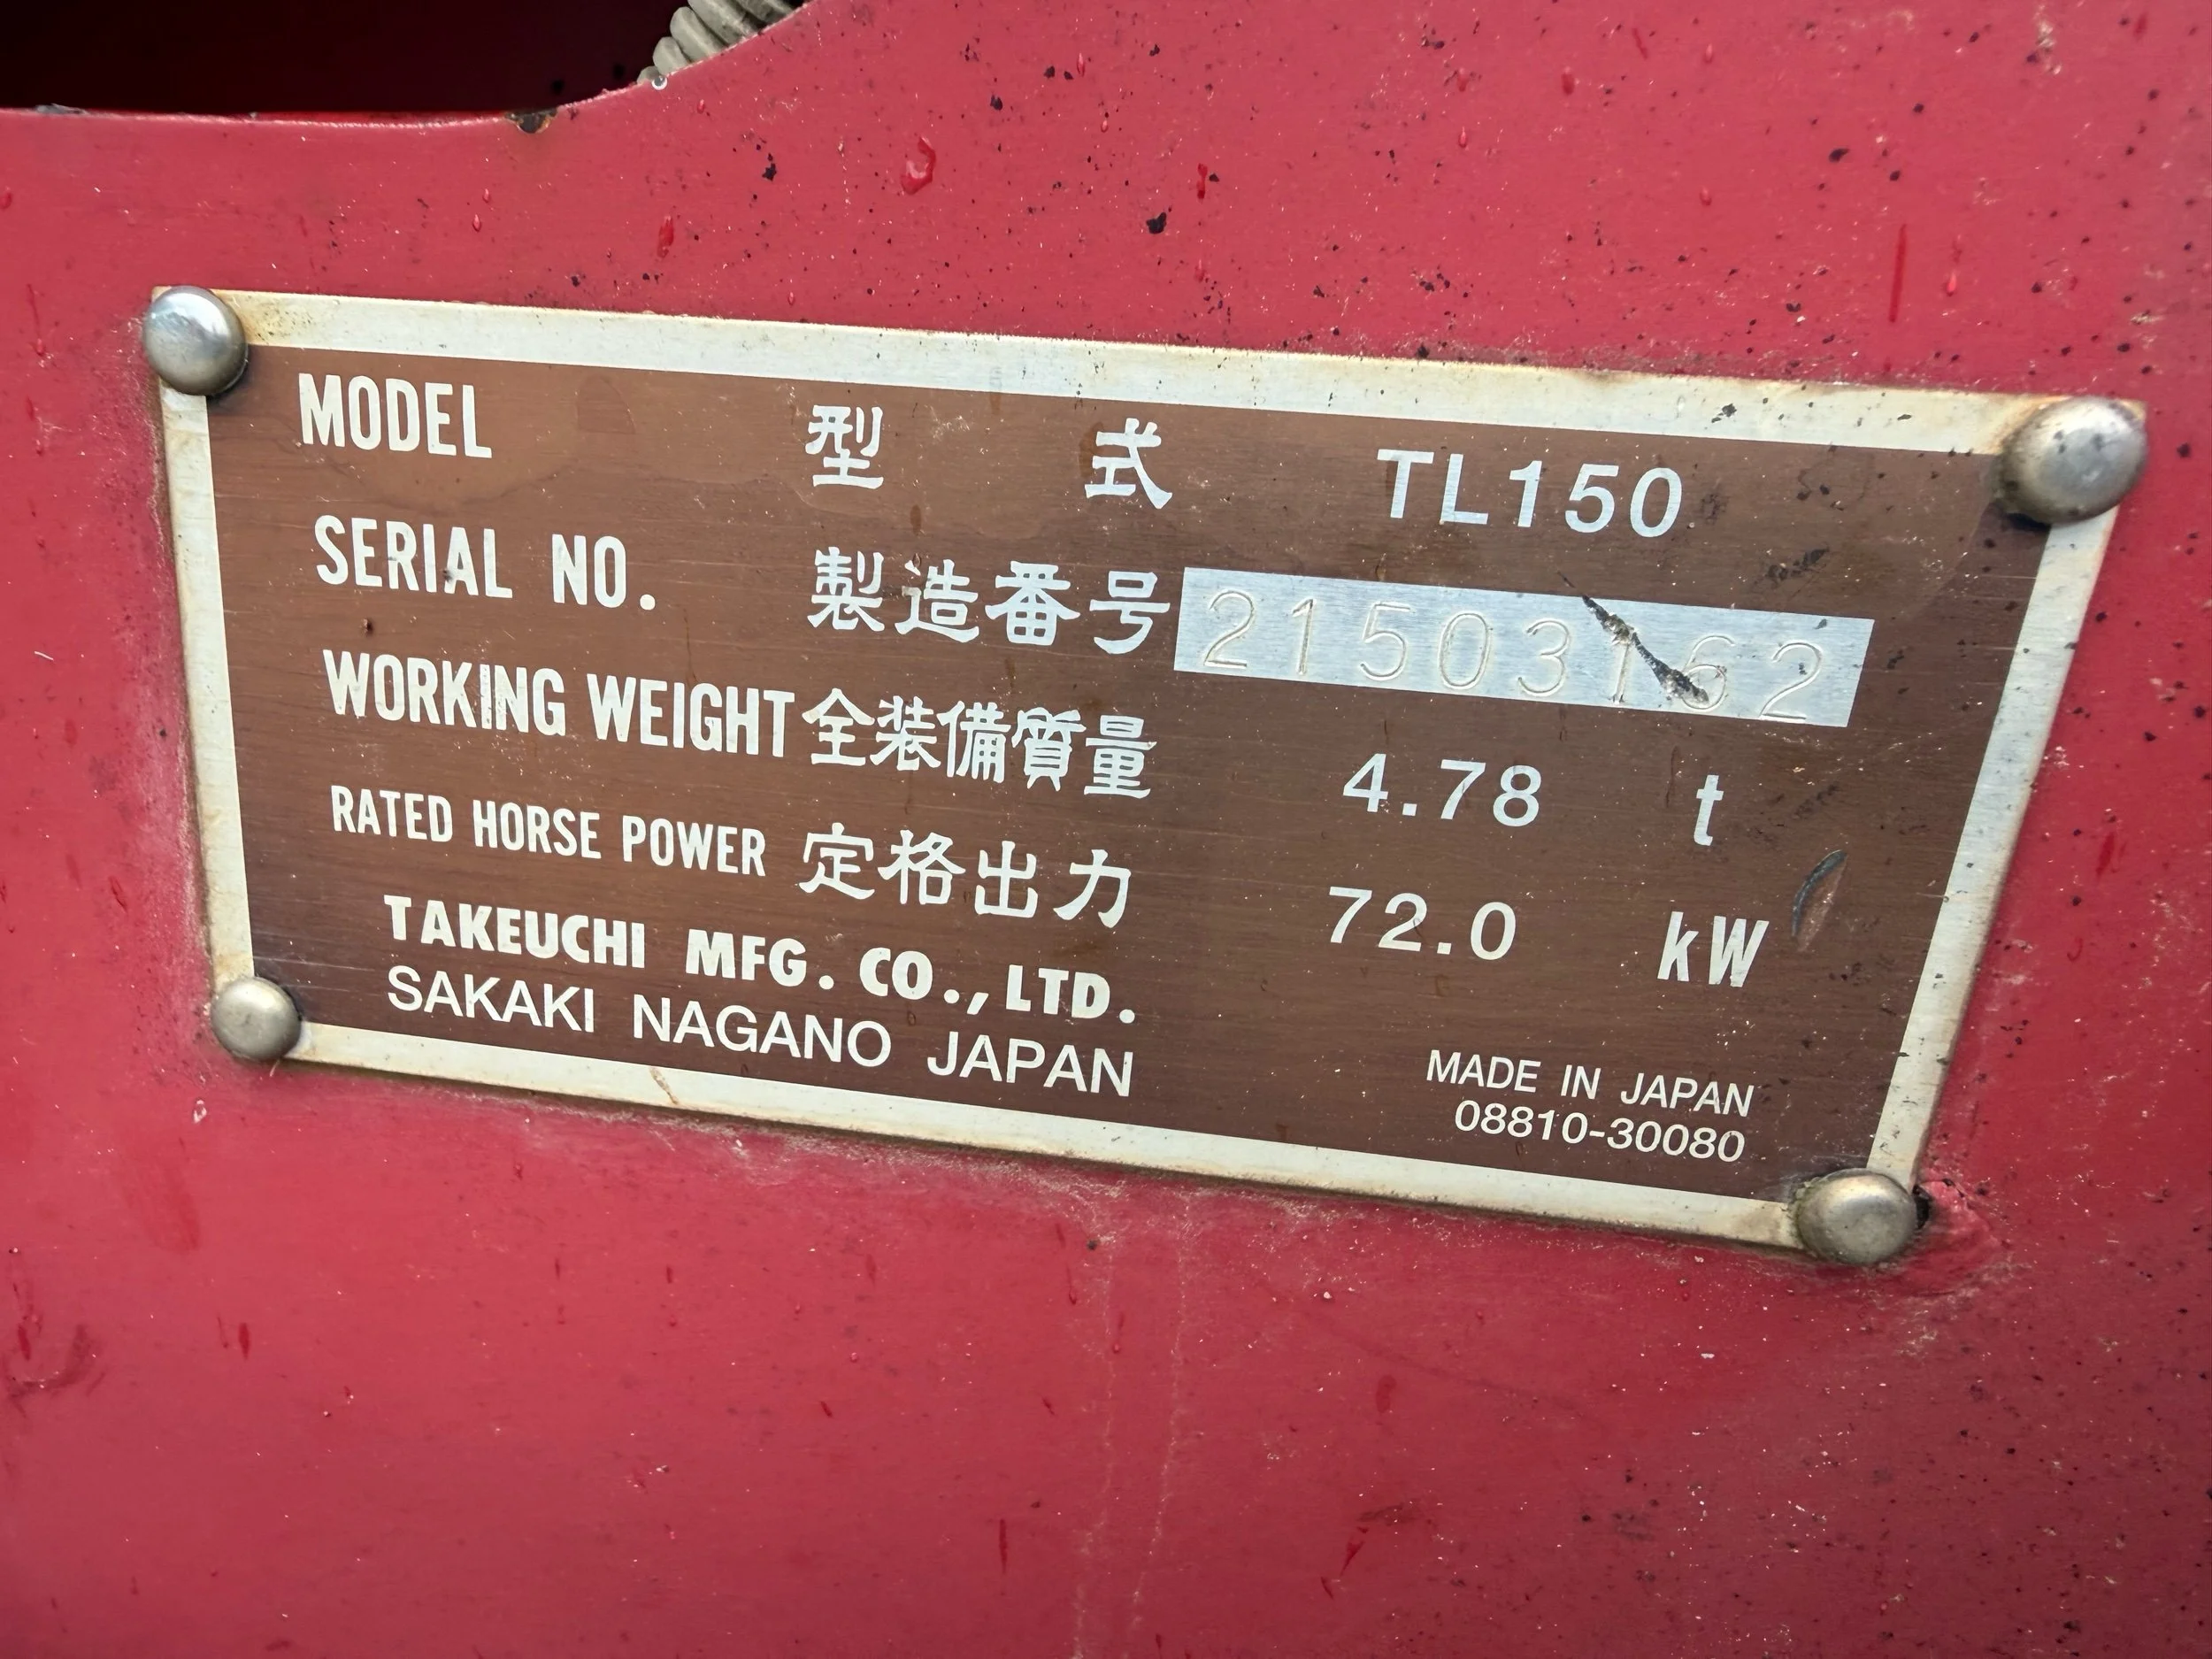 MODEL 型 式 TL150
SERIAL NO. 製造番号 21503162
WORKING WEIGHT 全装備質量 4.78 t
RATED HORSE POWER 定格出力 72.0 kW
TAKEUCHI MFG. CO., LTD.
SAKAKI NAGANO JAPAN
MADE IN JAPAN
08810-30080